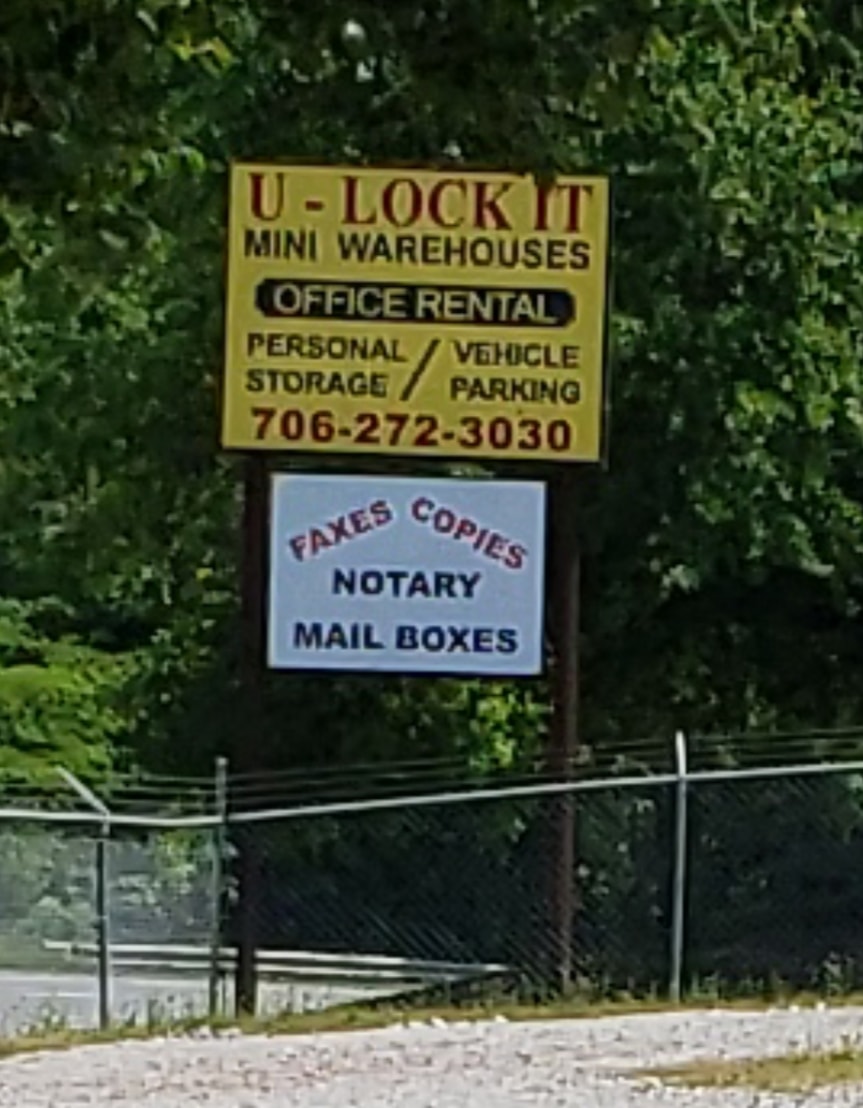 U - LOCK IT
MINI WAREHOUSES
OFFICE RENTAL
PERSONAL STORAGE / VEHICLE PARKING
706-272-3030
FAXES COPIES
NOTARY
MAIL BOXES